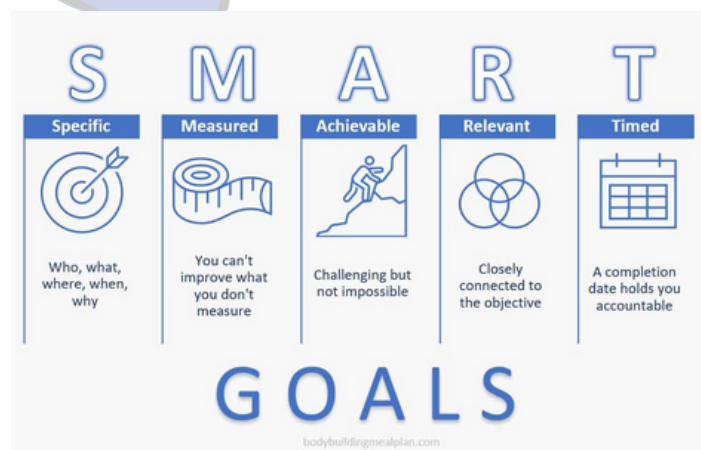 S M A R T
Specific
Who, what,
where, when,
why
Measured
You can't
improve what
you don't
measure
Achievable
Challenging but
not impossible
Relevant
Closely
connected to
the objective
Timed
A completion
date holds you
accountable
GOALS
bodybuildingmealplan.com